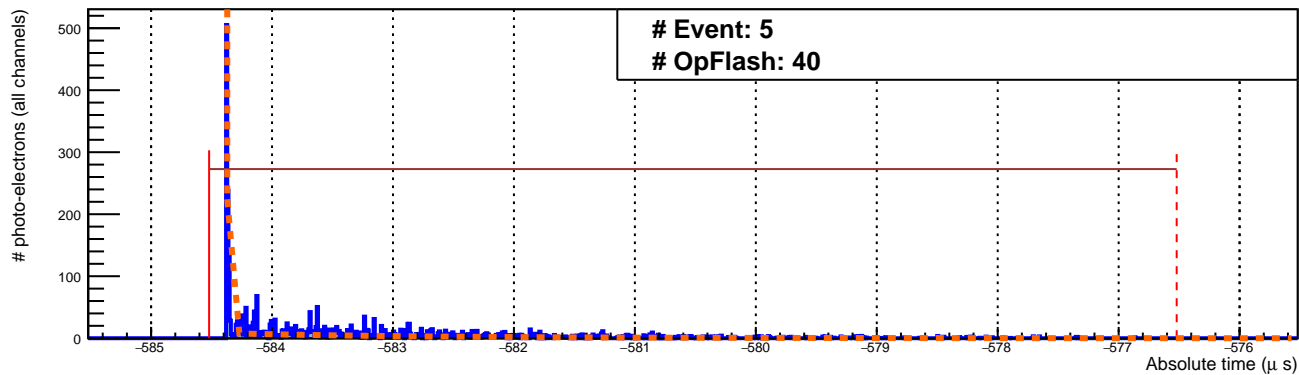 # Event: 5
# OpFlash: 40
# photo-electrons (all channels)
500
400
300
200
100
0
−585 −584 −583 −582 −581 −580 −579 −578 −577 −576
Absolute time (μ s)